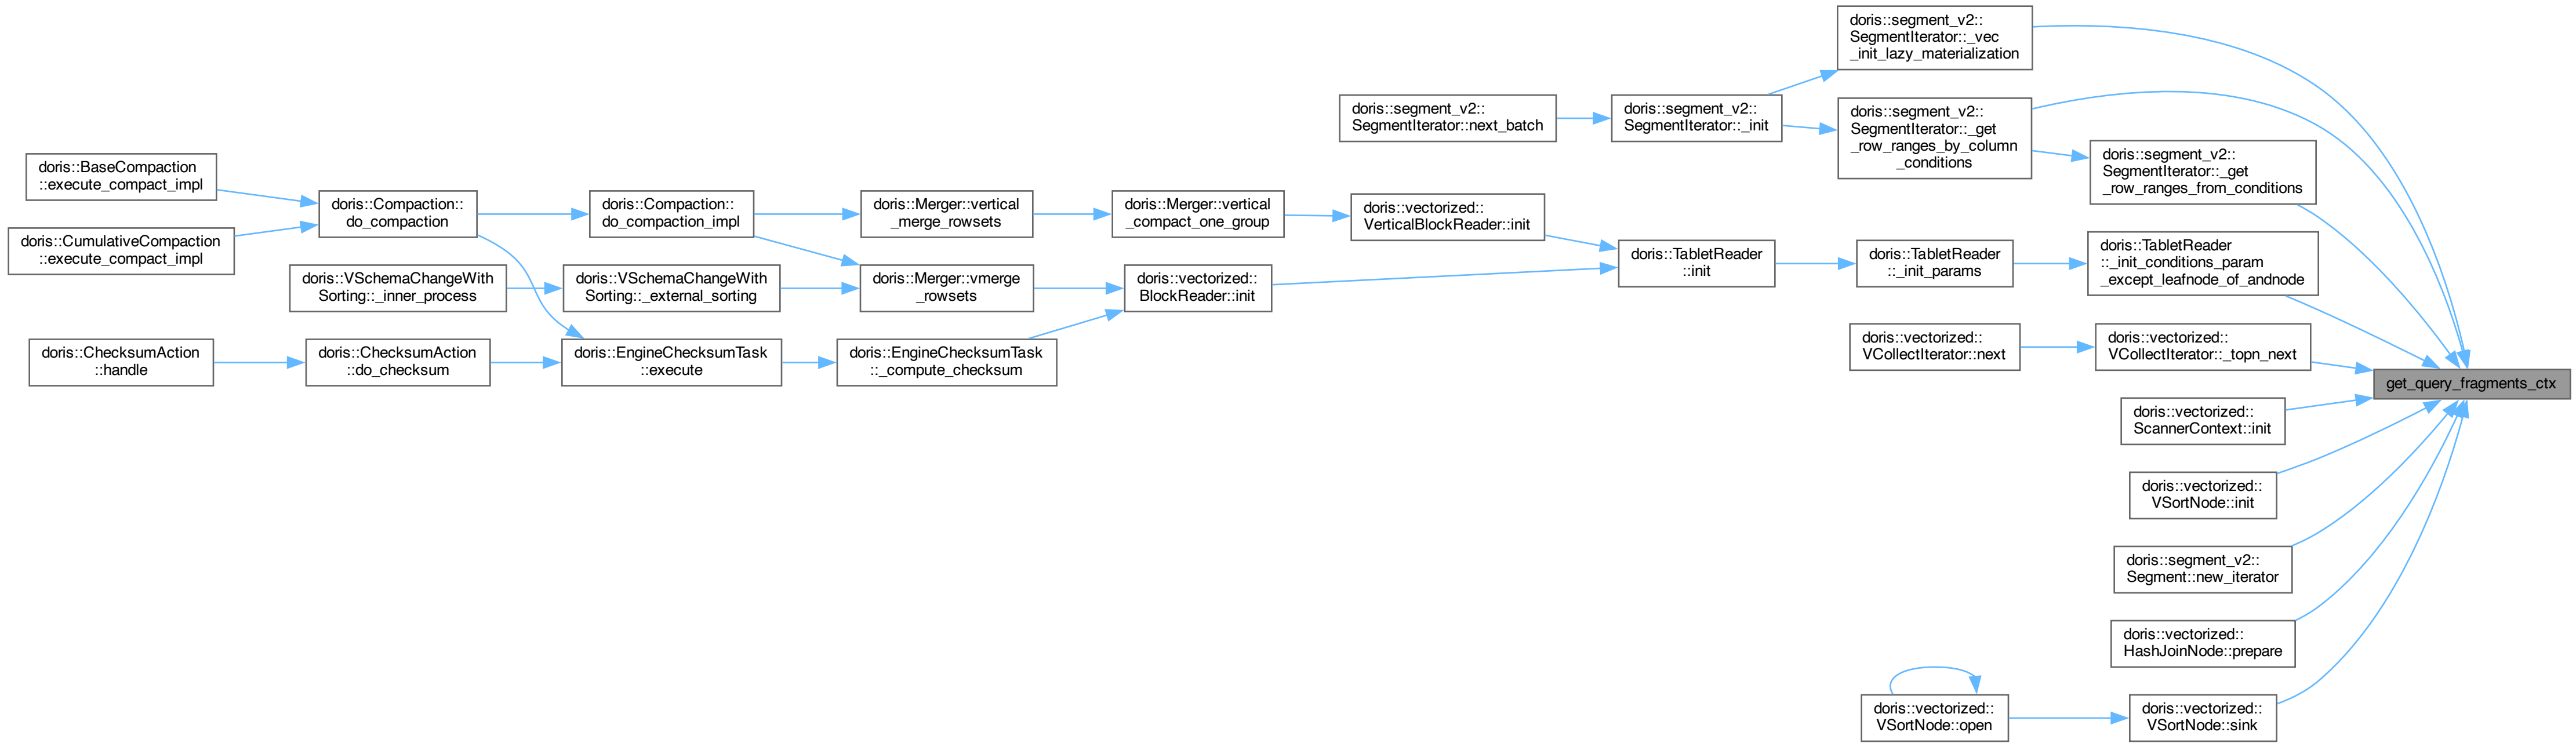 doris::BaseCompaction
::execute_compact_impl
doris::CumulativeCompaction
::execute_compact_impl
doris::Compaction::
do_compaction
doris::VSchemaChangeWith
Sorting::_inner_process
doris::ChecksumAction
::handle
doris::ChecksumAction
::do_checksum
doris::Compaction::
do_compaction_impl
doris::VSchemaChangeWith
Sorting::_external_sorting
doris::EngineChecksumTask
::execute
doris::Merger::vertical
_merge_rowsets
doris::Merger::vmerge
_rowsets
doris::EngineChecksumTask
::_compute_checksum
doris::Merger::vertical
_compact_one_group
doris::vectorized::
BlockReader::init
doris::segment_v2::
SegmentIterator::next_batch
doris::vectorized::
VerticalBlockReader::init
doris::segment_v2::
SegmentIterator::_init
doris::TabletReader
::init
doris::segment_v2::
SegmentIterator::_vec
_init_lazy_materialization
doris::segment_v2::
SegmentIterator::_get
_row_ranges_by_column
_conditions
doris::TabletReader
::_init_params
doris::vectorized::
VCollectIterator::next
doris::vectorized::
VSortNode::open
doris::segment_v2::
SegmentIterator::_get
_row_ranges_from_conditions
doris::TabletReader
::_init_conditions_param
_except_leafnode_of_andnode
doris::vectorized::
VCollectIterator::_topn_next
doris::vectorized::
ScannerContext::init
doris::vectorized::
VSortNode::init
doris::segment_v2::
Segment::new_iterator
doris::vectorized::
HashJoinNode::prepare
doris::vectorized::
VSortNode::sink
get_query_fragments_ctx